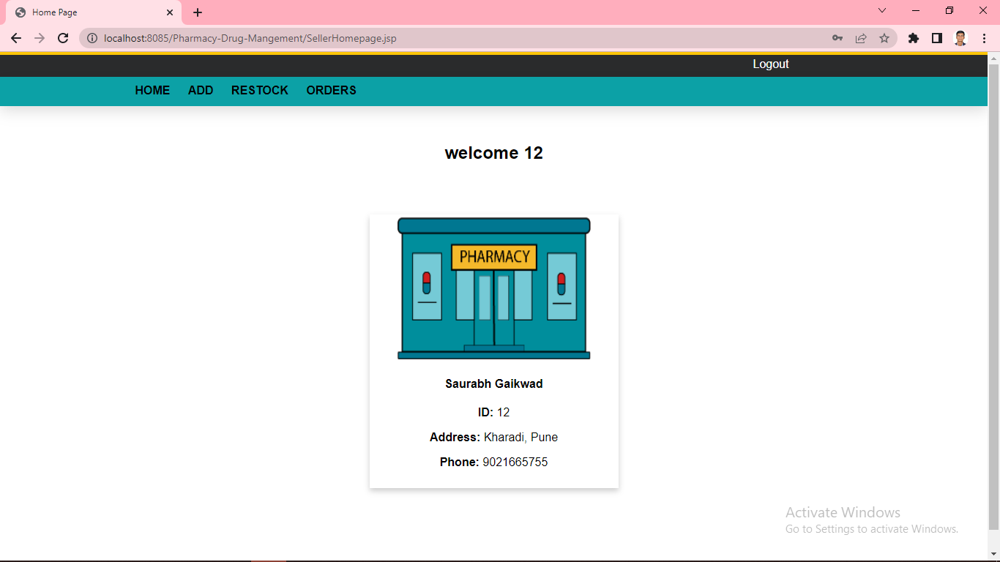 Home Page
localhost:8085/Pharmacy-Drug-Mangement/SellerHomepage.jsp
Logout
HOME ADD RESTOCK ORDERS
welcome 12
PHARMACY
Saurabh Gaikwad
ID: 12
Address: Kharadi, Pune
Phone: 9021665755
Activate Windows
Go to Settings to activate Windows.